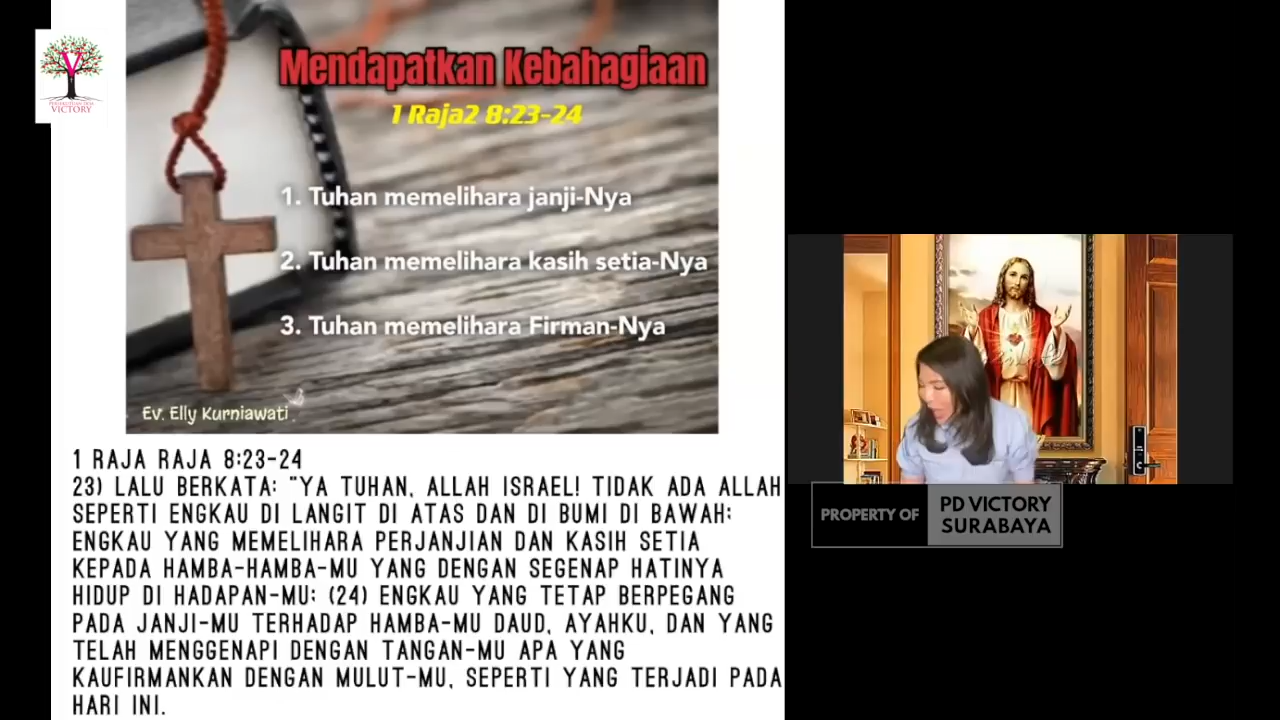 V
PERSEKUTUAN DOA
VICTORY
Mendapatkan Kebahagiaan
1 Raja2 8:23-24
1. Tuhan memelihara janji-Nya
2. Tuhan memelihara kasih setia-Nya
3. Tuhan memelihara Firman-Nya
Ev. Elly Kurniawati
1 RAJA RAJA 8:23-24
23) LALU BERKATA: "YA TUHAN, ALLAH ISRAEL! TIDAK ADA ALLAH
SEPERTI ENGKAU DI LANGIT DI ATAS DAN DI BUMI DI BAWAH;
ENGKAU YANG MEMELIHARA PERJANJIAN DAN KASIH SETIA
KEPADA HAMBA-HAMBA-MU YANG DENGAN SEGENAP HATINYA
HIDUP DI HADAPAN-MU; (24) ENGKAU YANG TETAP BERPEGANG
PADA JANJI-MU TERHADAP HAMBA-MU DAUD, AYAHKU, DAN YANG
TELAH MENGGENAPI DENGAN TANGAN-MU APA YANG
KAUFIRMANKAN DENGAN MULUT-MU, SEPERTI YANG TERJADI PADA
HARI INI.
PROPERTY OF
PD VICTORY
SURABAYA